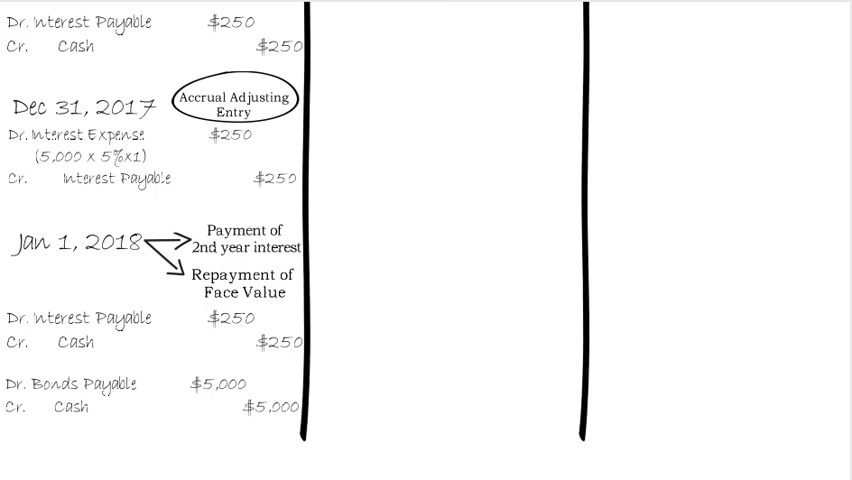 Dr. Interest Payable $250
Cr. Cash $250
Dec 31, 2017 Accrual Adjusting
Entry
Dr. Interest Expense $250
(5,000 x 5%x1)
Cr. Interest Payable $250
Jan 1, 2018 Payment of
2nd year interest
Repayment of
Face Value
Dr. Interest Payable $250
Cr. Cash $250
Dr. Bonds Payable $5,000
Cr. Cash $5,000